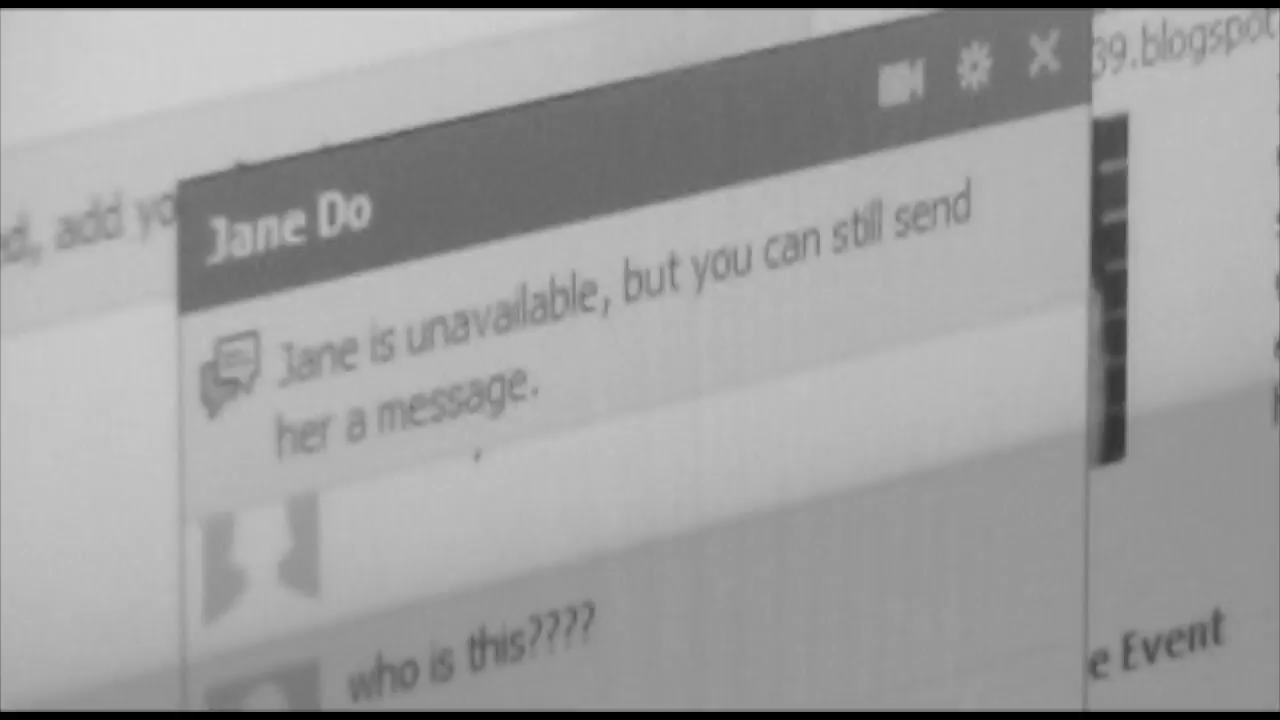 39.blogspot
ed, add yo
Jane Do
Jane is unavailable, but you can still send
her a message.
who is this????
e Event